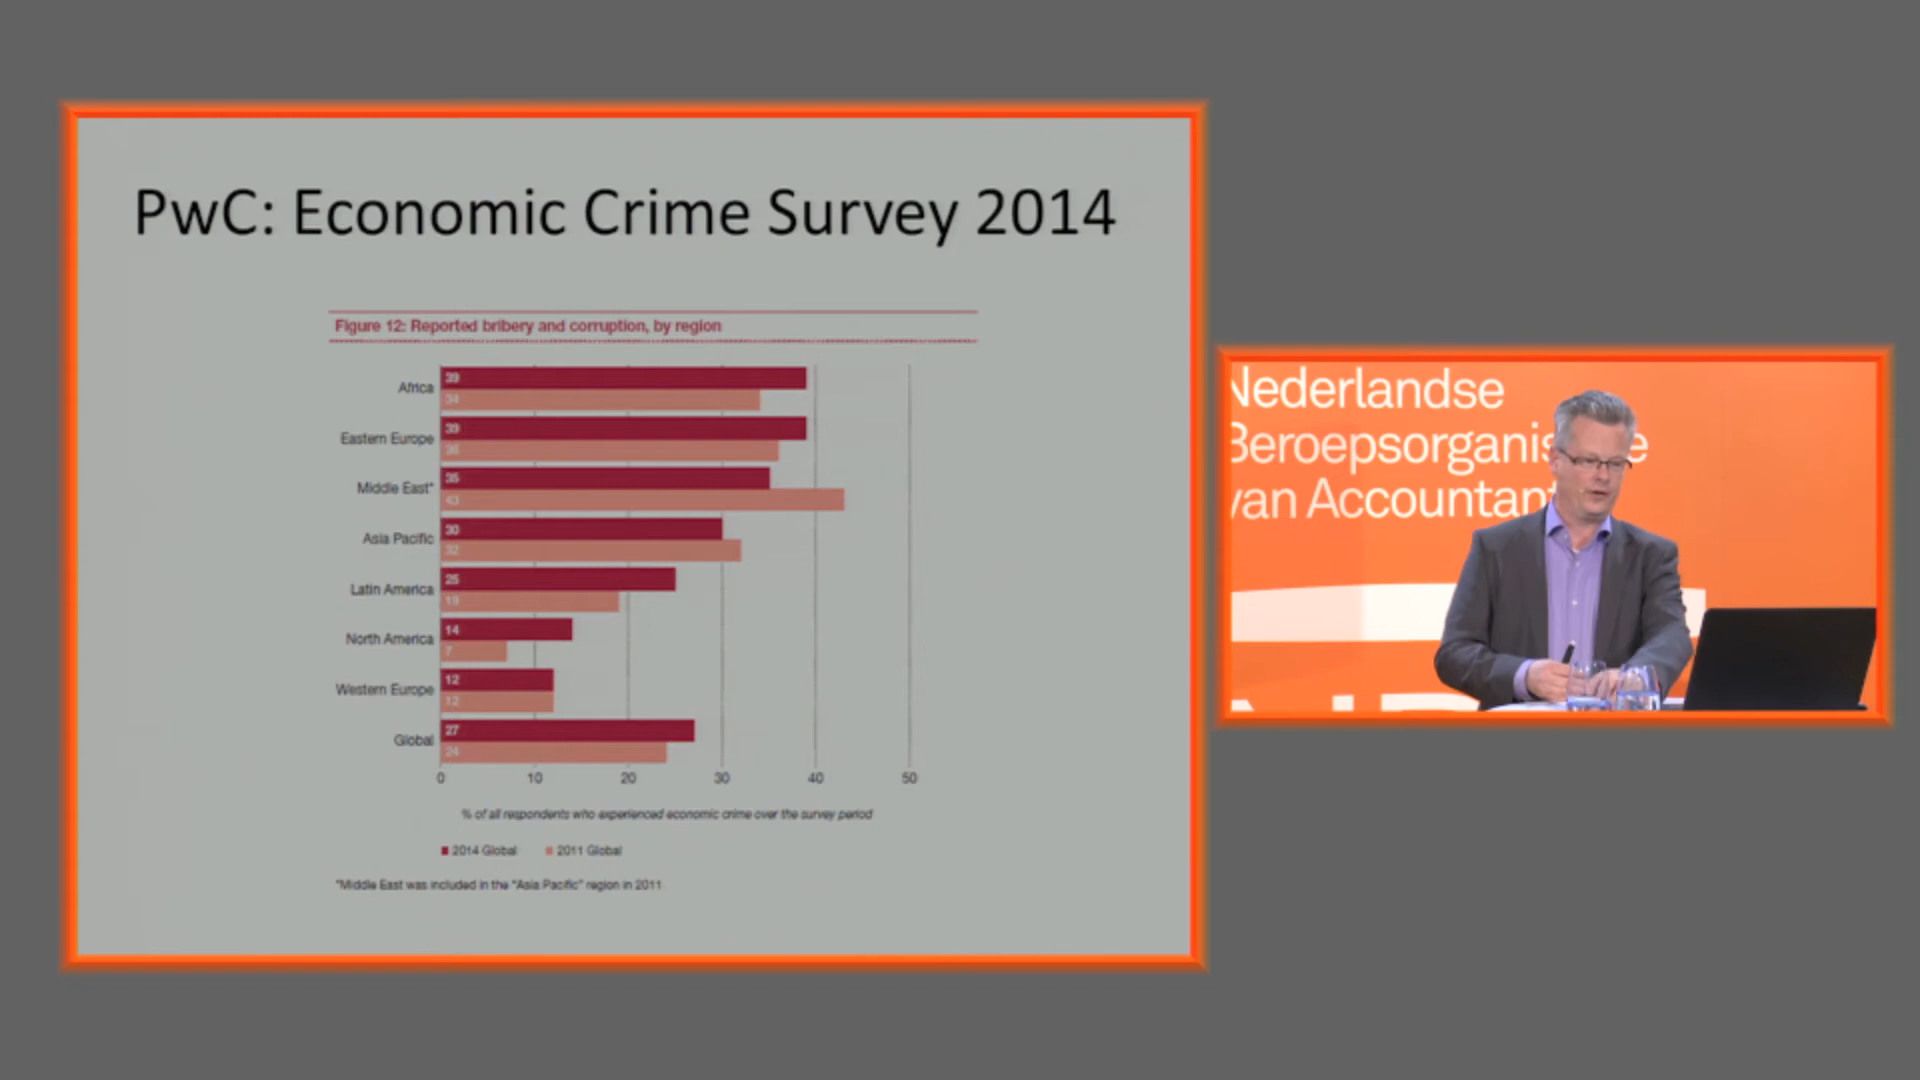 PwC: Economic Crime Survey 2014
Figure 12: Reported bribery and corruption, by region
Africa
39
34
Eastern Europe
39
36
Middle East*
35
43
Asia Pacific
30
32
Latin America
25
19
North America
14
7
Western Europe
12
12
Global
27
24
0 10 20 30 40 50
% of all respondents who experienced economic crime over the survey period
2014 Global 2011 Global
*Middle East was included in the "Asia Pacific" region in 2011
Nederlandse
Beroepsorganis e
van Accountant